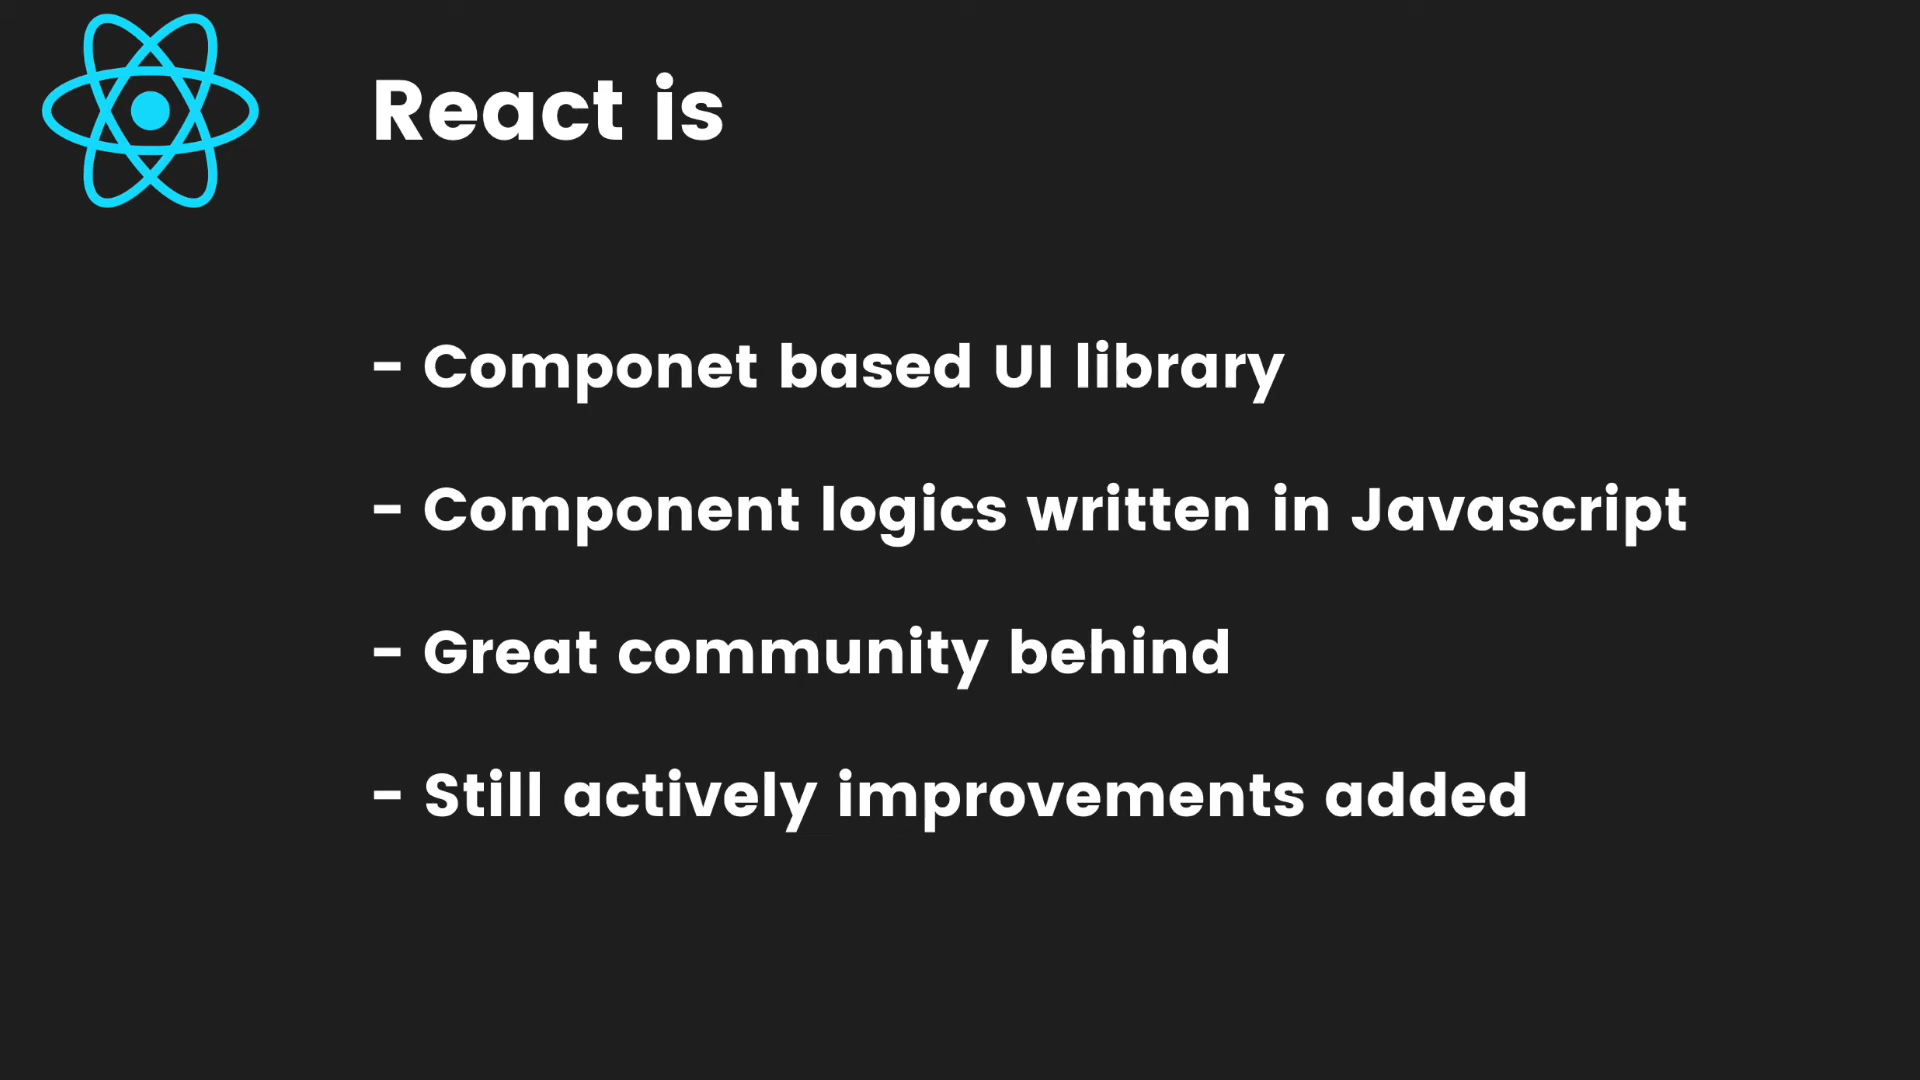 React is
- Componet based UI library
- Component logics written in Javascript
- Great community behind
- Still actively improvements added